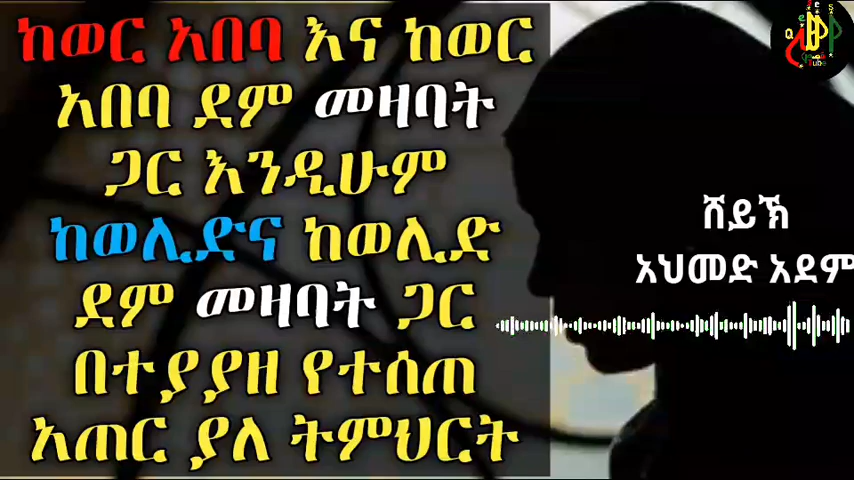 ከወር አበባ እና ከወር
አበባ ደም መዛባት
ጋር እንዲሁም
ከወሊድና ከወሊድ
ደም መዛባት ጋር
በተያያዘ የተሰጠ
አጠር ያለ ትምህርት
ሸይኽ
አህመድ አደም